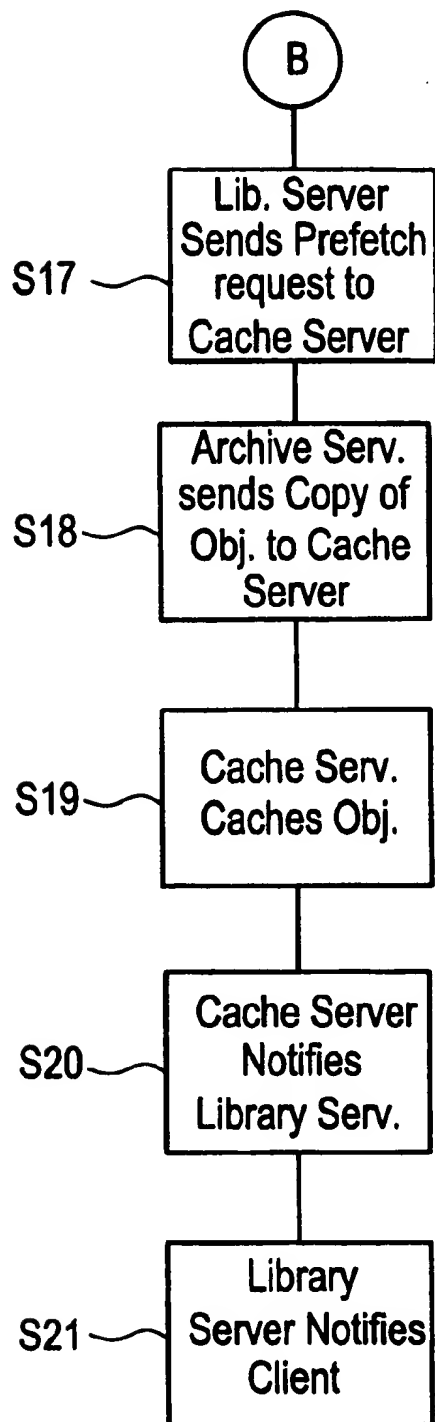 B
S17
Lib. Server
Sends Prefetch
request to
Cache Server
S18
Archive Serv.
sends Copy of
Obj. to Cache
Server
S19
Cache Serv.
Caches Obj.
S20
Cache Server
Notifies
Library Serv.
S21
Library
Server Notifies
Client